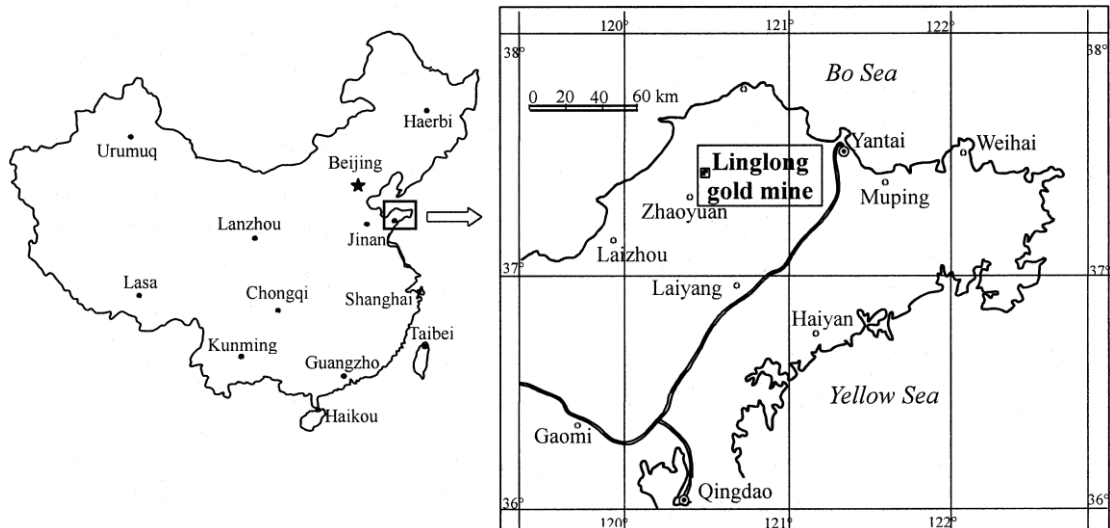 Haerbi
Urumuq
Beijing
Lanzhou
Jinan
Lasa
Chongqi
Shanghai
Kunming
Taibei
Guangzho
Haikou
120°
121°
122°
38°
38°
Bo Sea
0 20 40 60 km
Yantai
Weihai
Linglong
gold mine
Muping
Zhaoyuan
Laizhou
37°
37°
Laiyang
Haiyan
Yellow Sea
Gaomi
Qingdao
36°
36°
120°
121°
122°